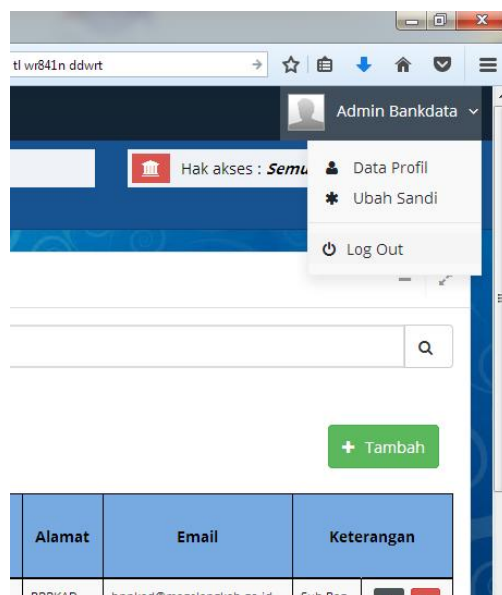 tl wr841n ddwrt
Admin Bankdata
Hak akses : Semu
Data Profil
Ubah Sandi
Log Out
Tambah
Alamat Email Keterangan